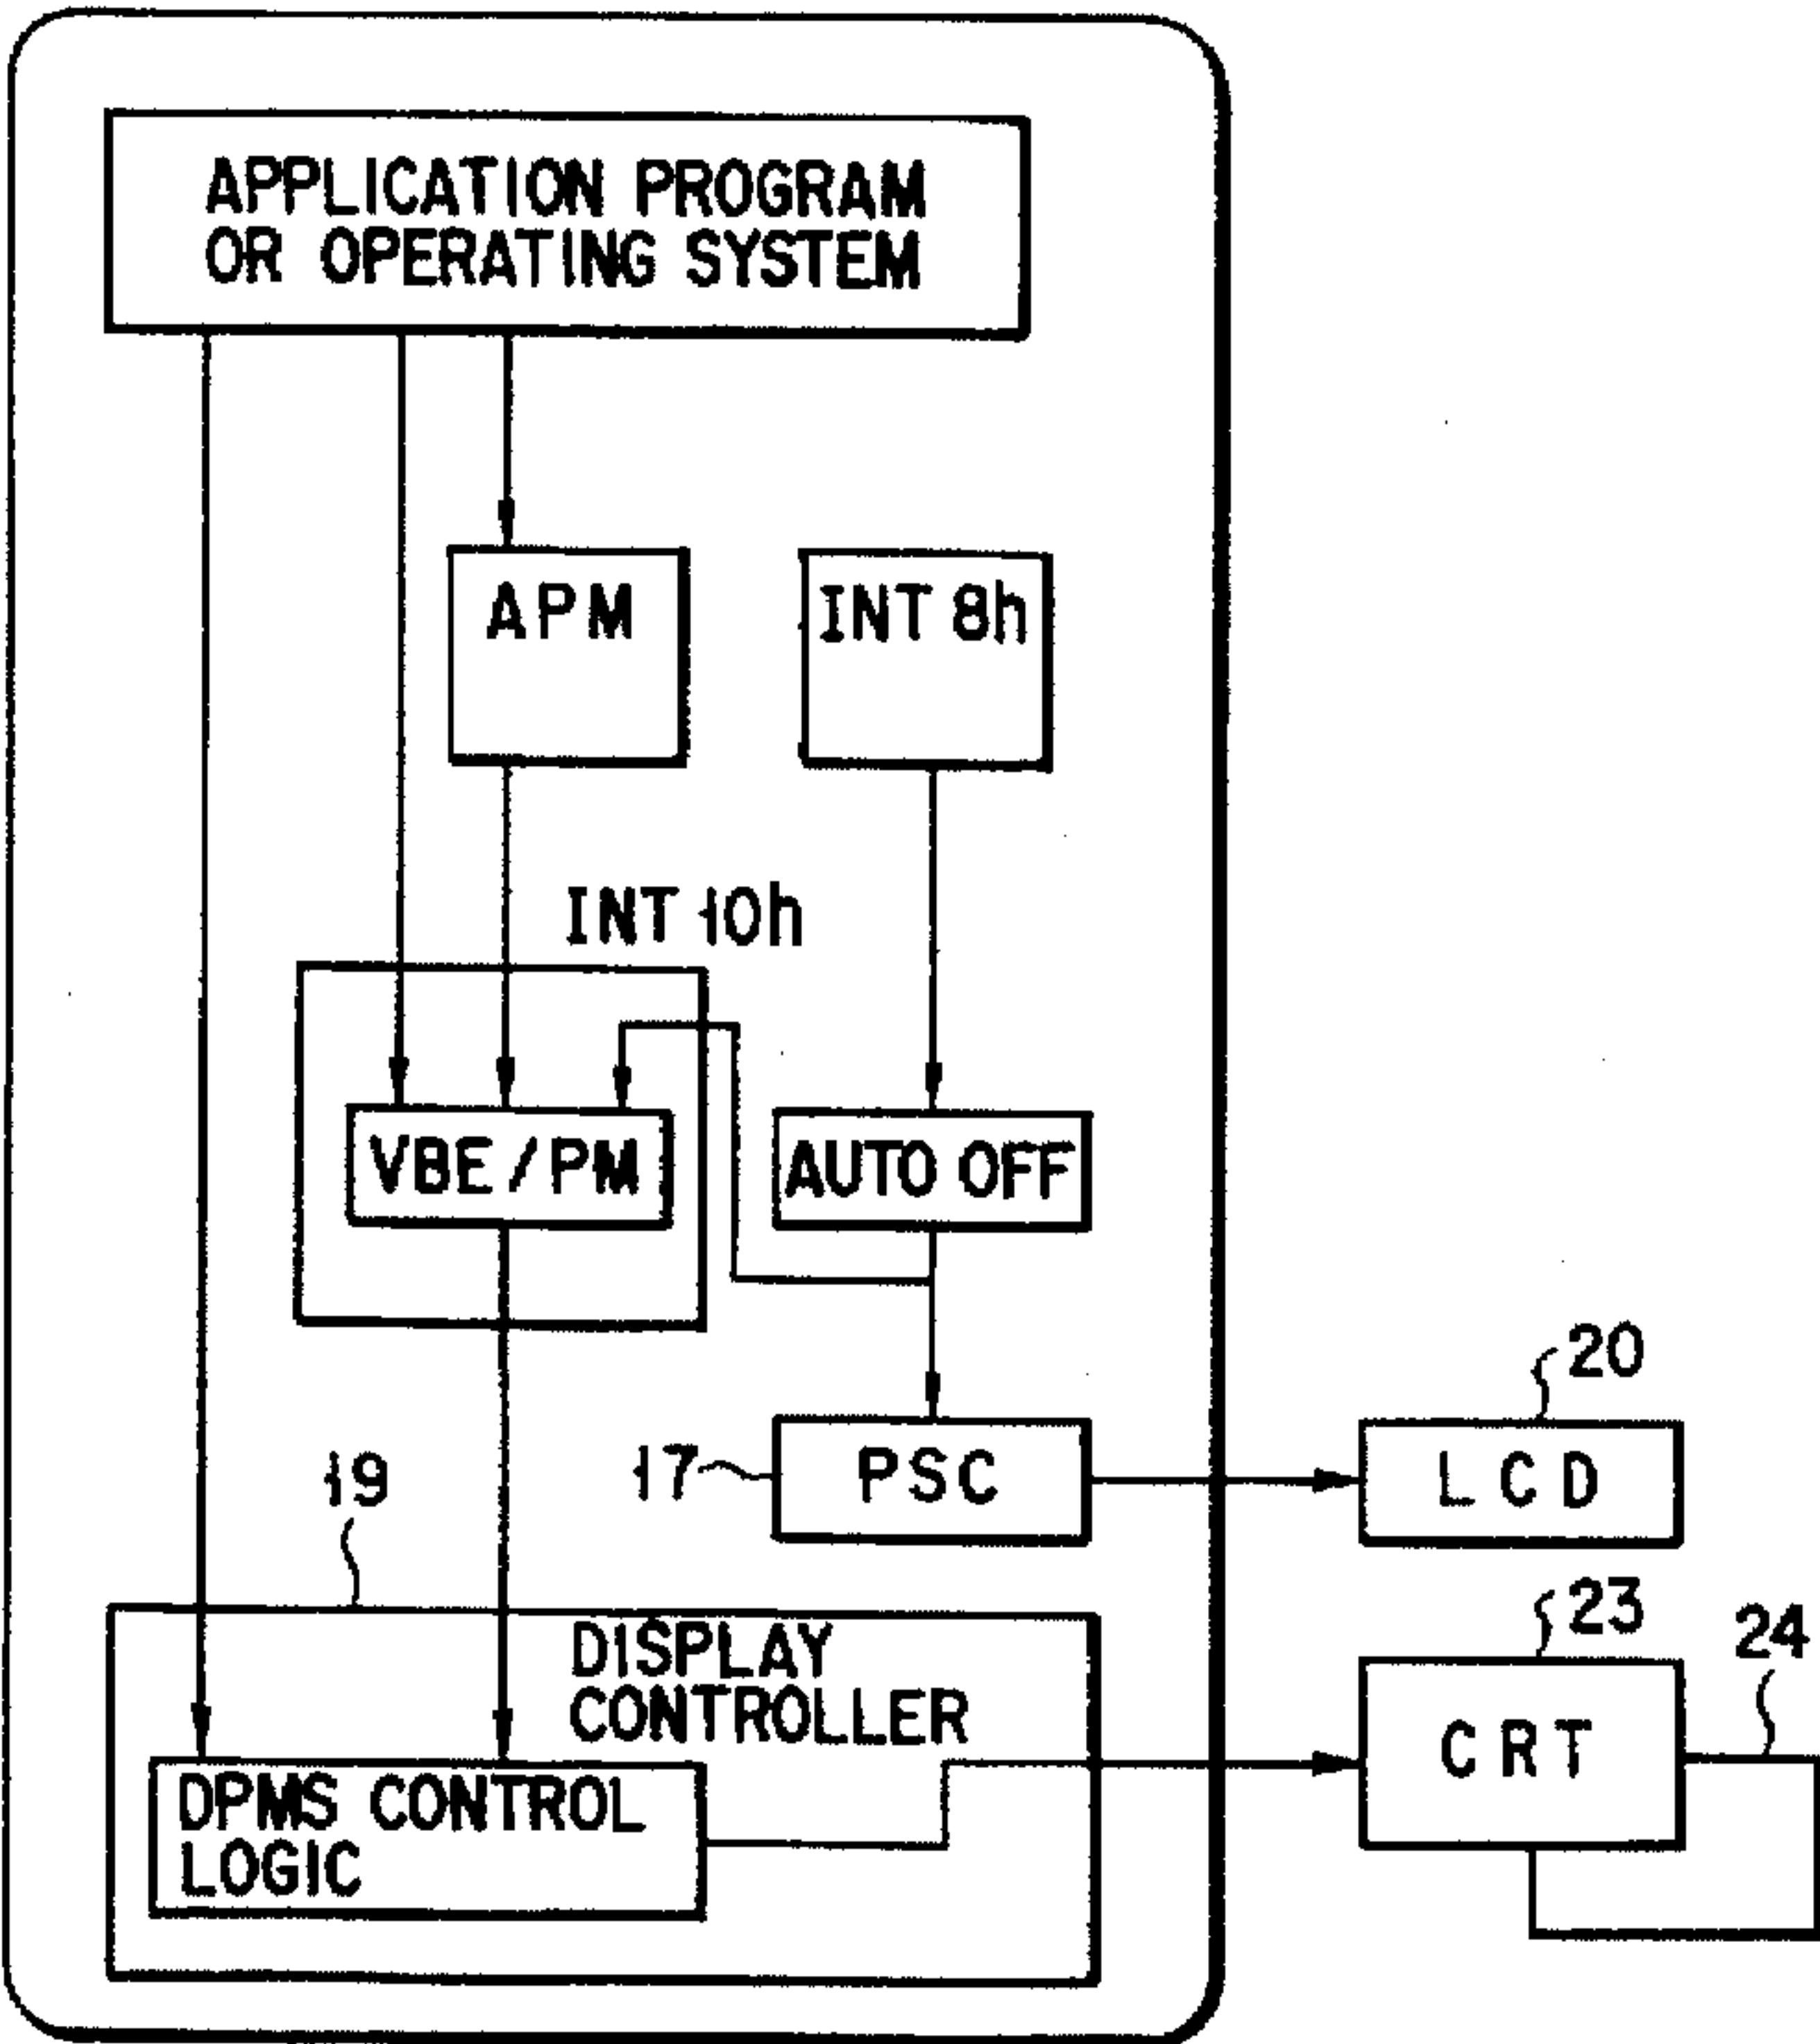 APPLICATION PROGRAM
OR OPERATING SYSTEM
APM
INT 8h
INT 10h
VBE/PM
AUTO OFF
20
19
17
PSC
LCD
23
24
DISPLAY
CONTROLLER
CRT
DPMS CONTROL
LOGIC